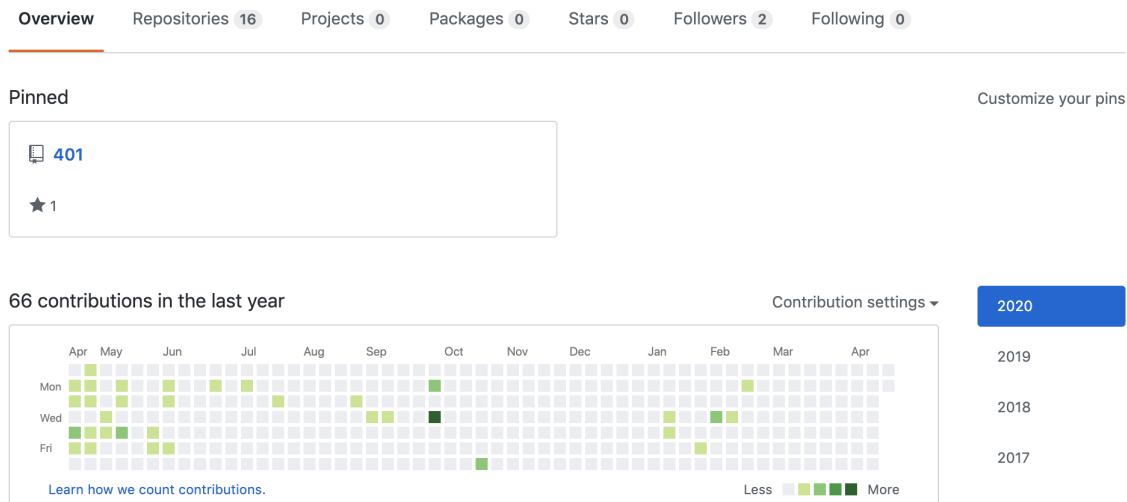 Overview Repositories 16 Projects 0 Packages 0 Stars 0 Followers 2 Following 0
Pinned Customize your pins
401
1
66 contributions in the last year Contribution settings 2020
Apr May Jun Jul Aug Sep Oct Nov Dec Jan Feb Mar Apr
2019
Mon
2018
Wed
Fri
2017
Learn how we count contributions. Less More